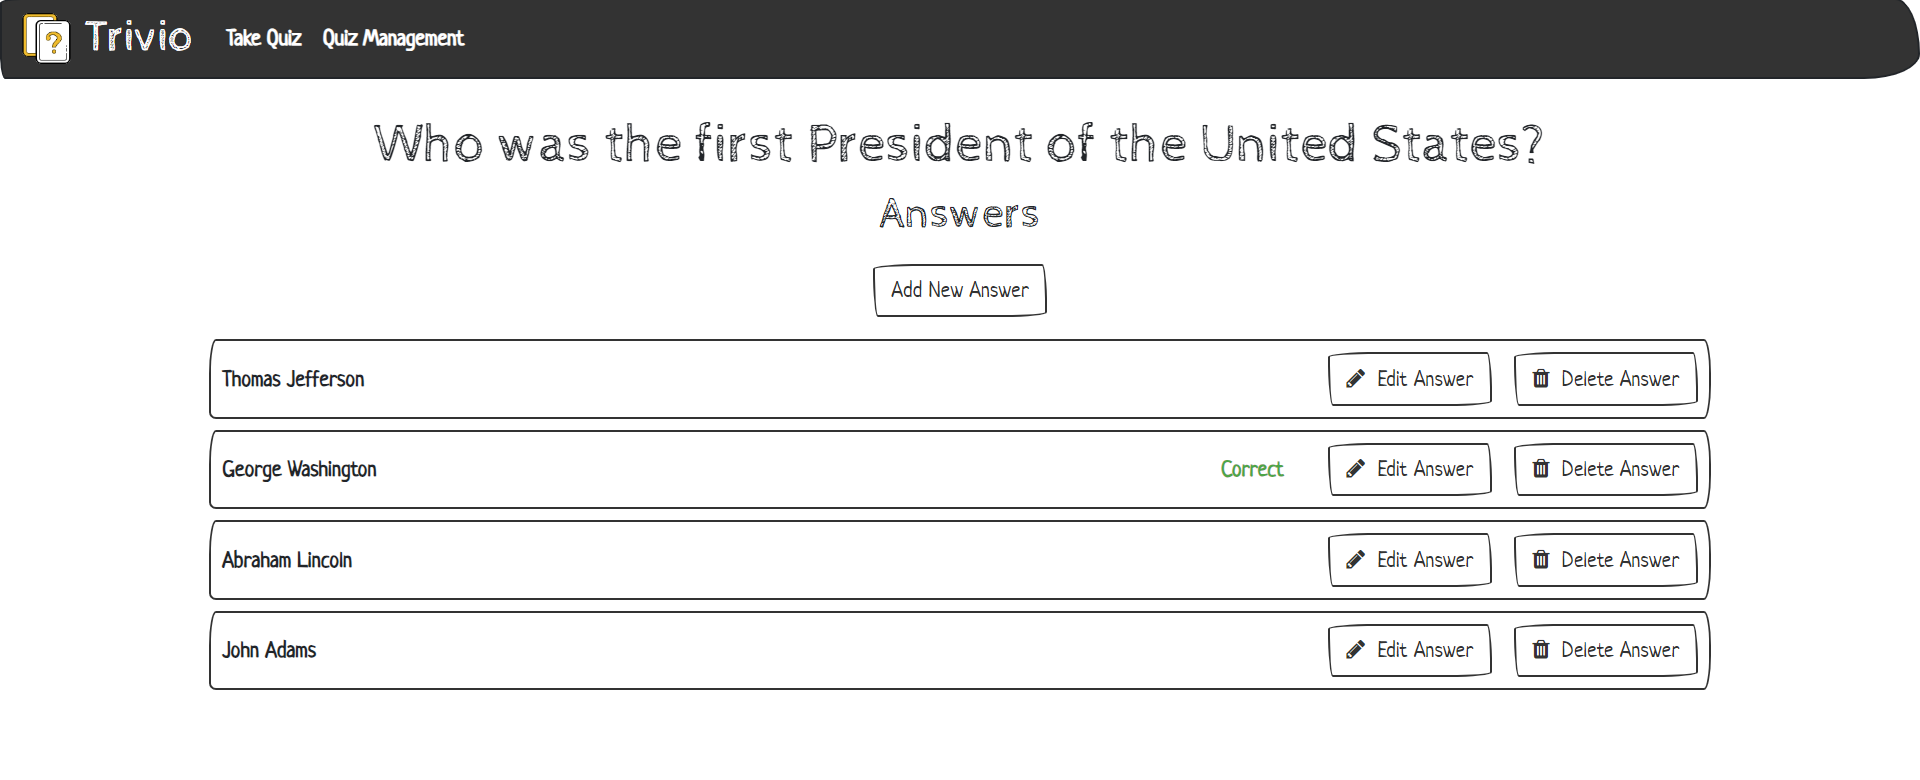 Trivio Take Quiz Quiz Management
Who was the first President of the United States?
Answers
Add New Answer
Thomas Jefferson Edit Answer Delete Answer
George Washington Correct Edit Answer Delete Answer
Abraham Lincoln Edit Answer Delete Answer
John Adams Edit Answer Delete Answer